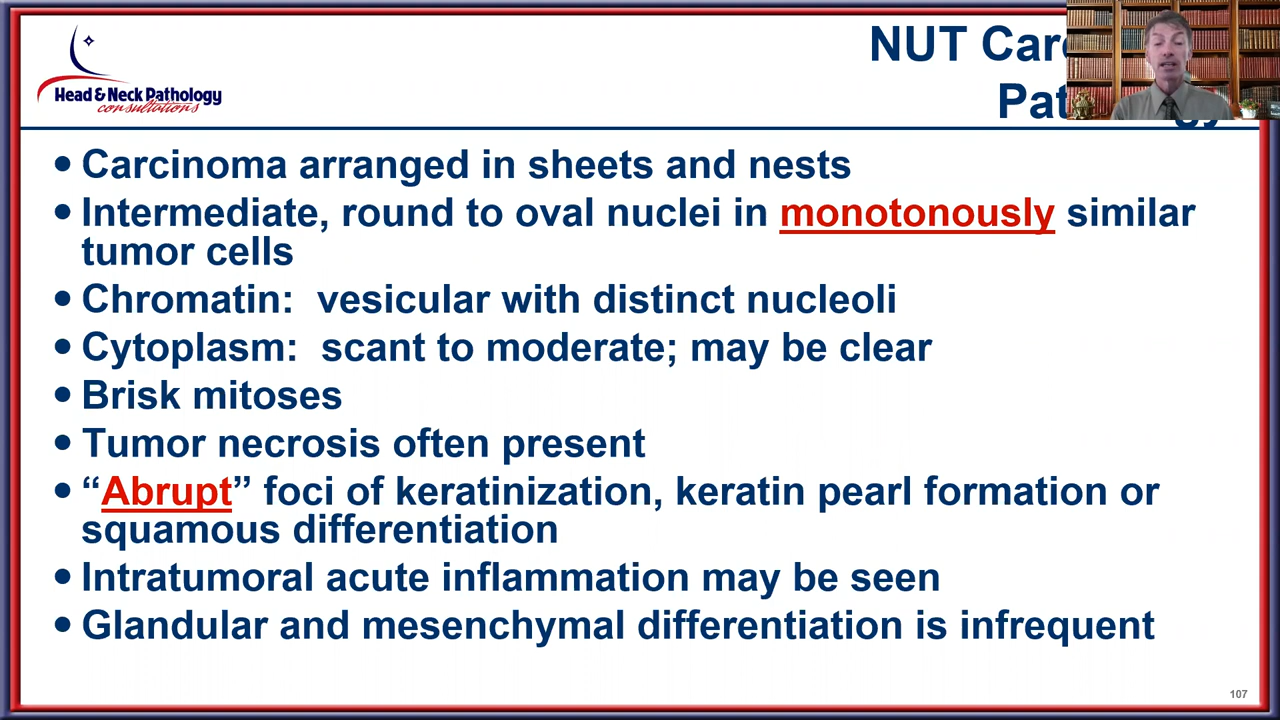 Head & Neck Pathology
consultations
NUT
• Carcinoma arranged in sheets and nests
• Intermediate, round to oval nuclei in monotonously similar
tumor cells
• Chromatin:  vesicular with distinct nucleoli
• Cytoplasm:  scant to moderate; may be clear
• Brisk mitoses
• Tumor necrosis often present
• “Abrupt” foci of keratinization, keratin pearl formation or
squamous differentiation
• Intratumoral acute inflammation may be seen
• Glandular and mesenchymal differentiation is infrequent
107